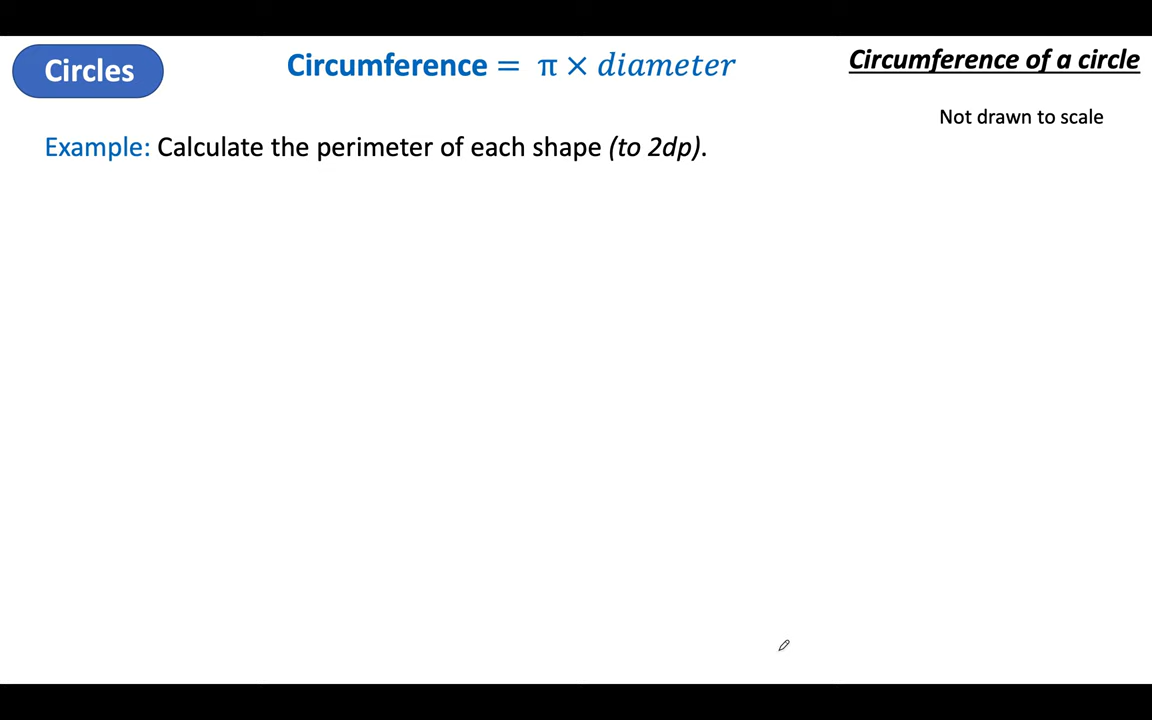 Circles
Circumference = π × diameter
Circumference of a circle
Not drawn to scale
Example: Calculate the perimeter of each shape (to 2dp).